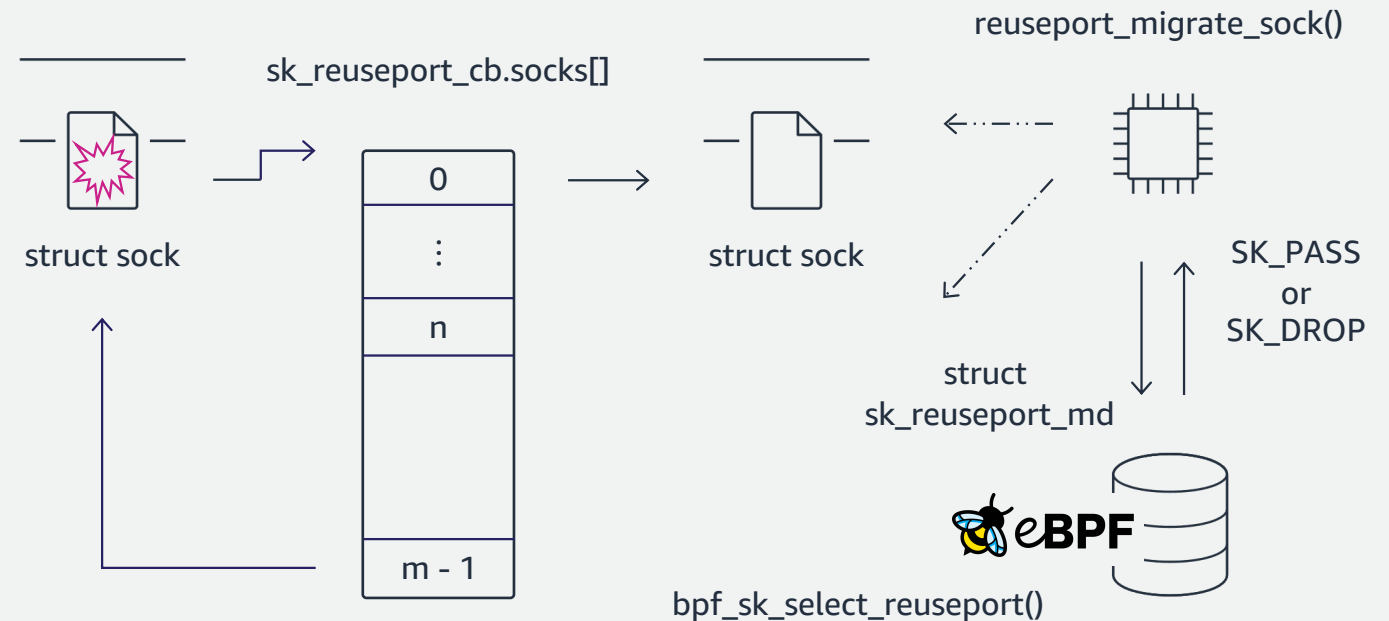 reuseport_migrate_sock()
sk_reuseport_cb.socks[]
0
⋮
n
m - 1
struct sock
struct sock
SK_PASS
or
SK_DROP
struct
sk_reuseport_md
eBPF
bpf_sk_select_reuseport()